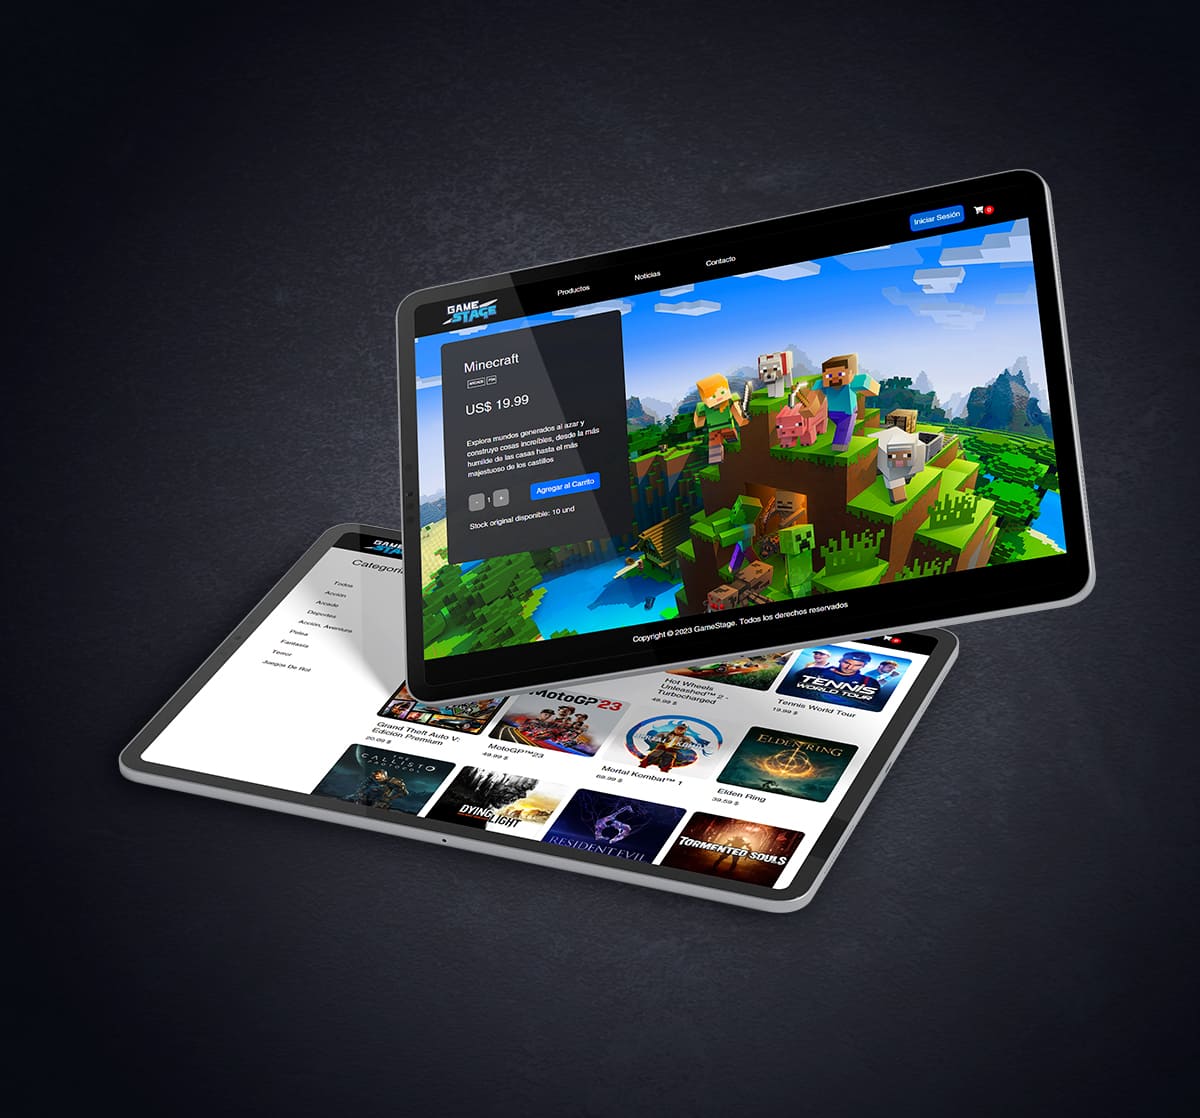 Iniciar Sesión
0
Contacto
Noticias
Productos
GAME
STAGE
Minecraft
ARCADE
US$ 19.99
Explora mundos generados al azar y
construye cosas increíbles, desde la más
humilde de las casas hasta el más
majestuoso de los castillos
- 1 +
Agregar al Carrito
Stock original disponible: 10 und
Copyright © 2023 GameStage. Todos los derechos reservados
GAME
STAGE
Todos
Acción
Arcade
Deportes
Acción, Aventura
Pelea
Fantasía
Terror
Juegos De Rol
Grand Theft Auto V:
Edición Premium
20.99 $
MotoGP 23
MotoGP™23
49.99 $
Hot Wheels
Unleashed™ 2 -
Turbocharged
49.99 $
TENNIS
WORLD TOUR
Tennis World Tour
19.99 $
Mortal Kombat™ 1
69.99 $
ELDEN RING
Elden Ring
39.59 $
THE
CALLISTO
PROTOCOL
DYING LIGHT
6
RESIDENT EVIL
TORMENTED SOULS